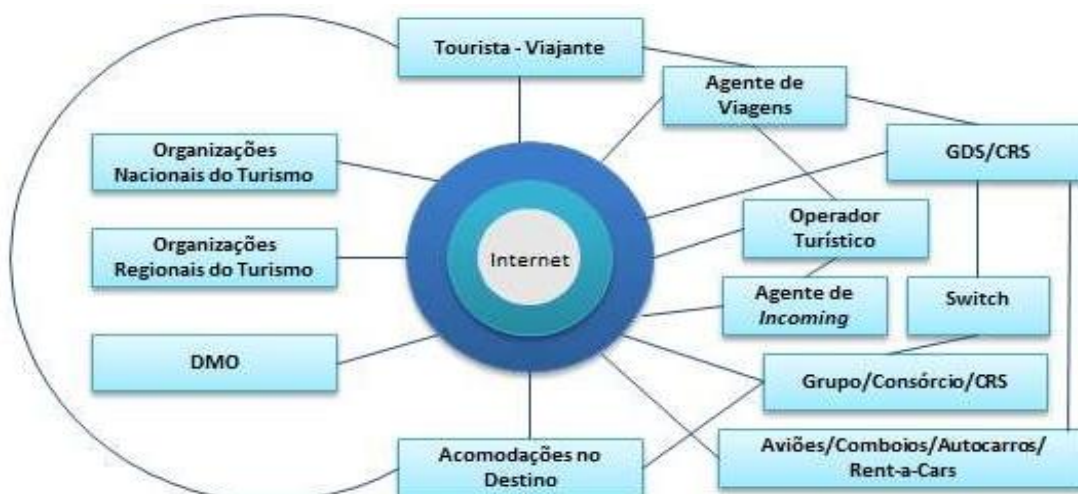 Tourista - Viajante
Agente de
Viagens
Organizações
Nacionais do Turismo
GDS/CRS
Operador
Turístico
Organizações
Regionais do Turismo
Internet
Agente de
Incoming
Switch
DMO
Grupo/Consórcio/CRS
Acomodações no
Destino
Aviões/Comboios/Autocarros/
Rent-a-Cars